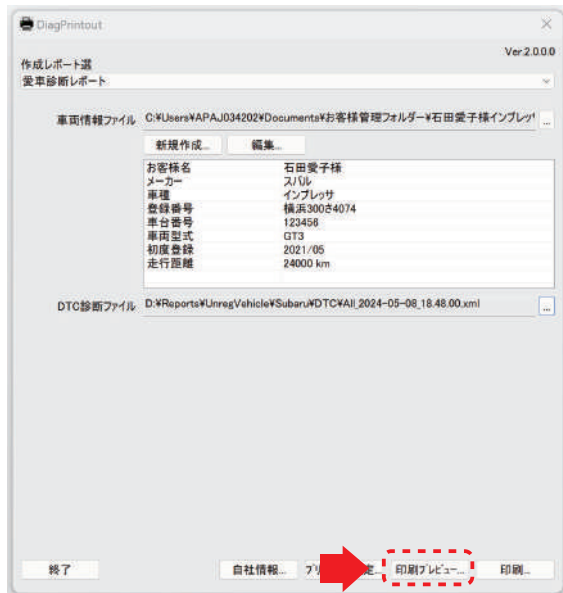 DiagPrintout
Ver.2.0.0.0
作成レポート選
愛車診断レポート
車両情報ファイル C:¥Users¥APAJ034202¥Documents¥お客様管理フォルダー¥石田愛子様インプレッサ ...
新規作成... 編集...
お客様名 石田愛子様
メーカー スバル
車種 インプレッサ
登録番号 横浜300さ4074
車台番号 123456
車両型式 GT3
初度登録 2021/05
走行距離 24000 km
DTC診断ファイル D:¥Reports¥UnregVehicle¥Subaru¥DTC¥All_2024-05-08_18.48.00.xml ...
終了 自社情報... プリ 定... 印刷プレビュー... 印刷...